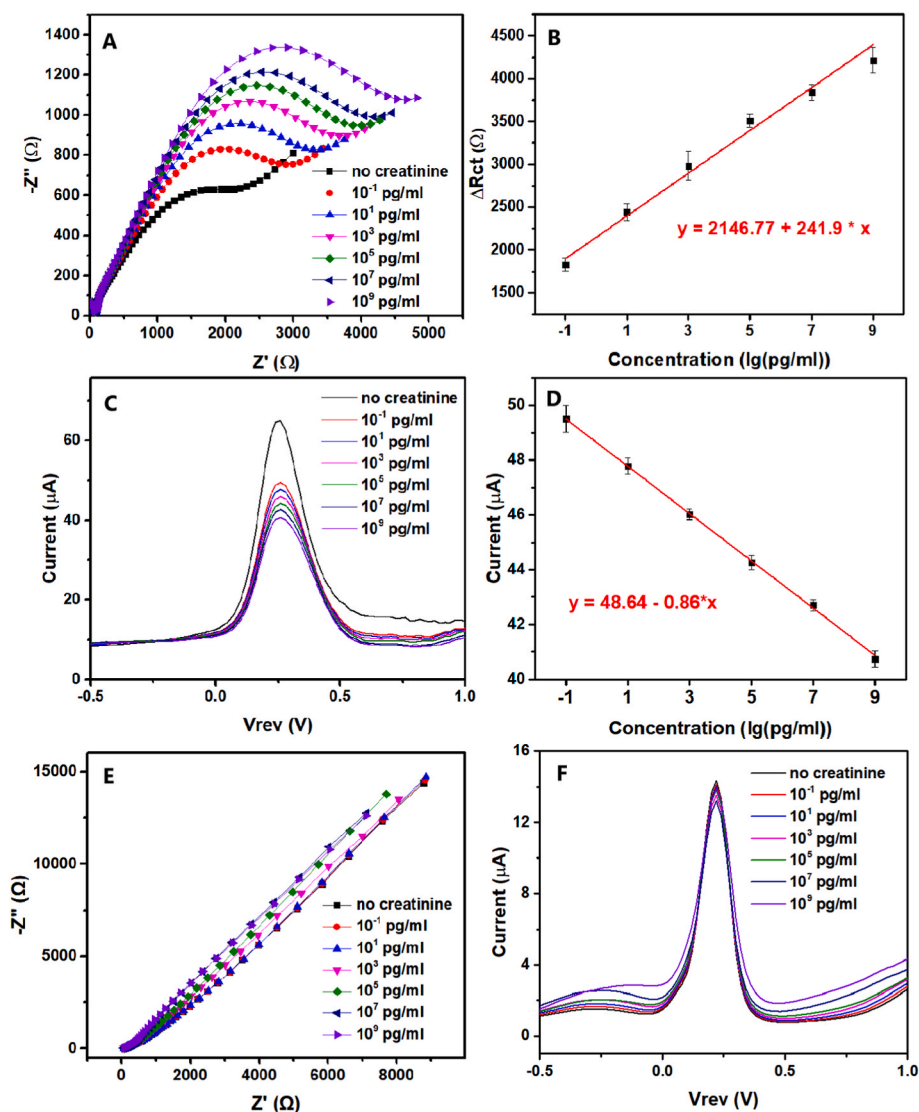 A
-Z'' (Ω)
1400
1200
1000
800
600
400
200
0
no creatinine
10⁻¹ pg/ml
10¹ pg/ml
10³ pg/ml
10⁵ pg/ml
10⁷ pg/ml
10⁹ pg/ml
0 1000 2000 3000 4000 5000
Z' (Ω)
B
ΔRct (Ω)
4500
4000
3500
3000
2500
2000
1500
y = 2146.77 + 241.9 * x
-1 1 3 5 7 9
Concentration (lg(pg/ml))
C
Current (μA)
60
40
20
0
no creatinine
10⁻¹ pg/ml
10¹ pg/ml
10³ pg/ml
10⁵ pg/ml
10⁷ pg/ml
10⁹ pg/ml
-0.5 0.0 0.5 1.0
Vrev (V)
D
Current (μA)
50
48
46
44
42
40
y = 48.64 - 0.86*x
-1 1 3 5 7 9
Concentration (lg(pg/ml))
E
-Z'' (Ω)
15000
10000
5000
0
no creatinine
10⁻¹ pg/ml
10¹ pg/ml
10³ pg/ml
10⁵ pg/ml
10⁷ pg/ml
10⁹ pg/ml
0 2000 4000 6000 8000
Z' (Ω)
F
Current (μA)
16
12
8
4
0
no creatinine
10⁻¹ pg/ml
10¹ pg/ml
10³ pg/ml
10⁵ pg/ml
10⁷ pg/ml
10⁹ pg/ml
-0.5 0.0 0.5 1.0
Vrev (V)